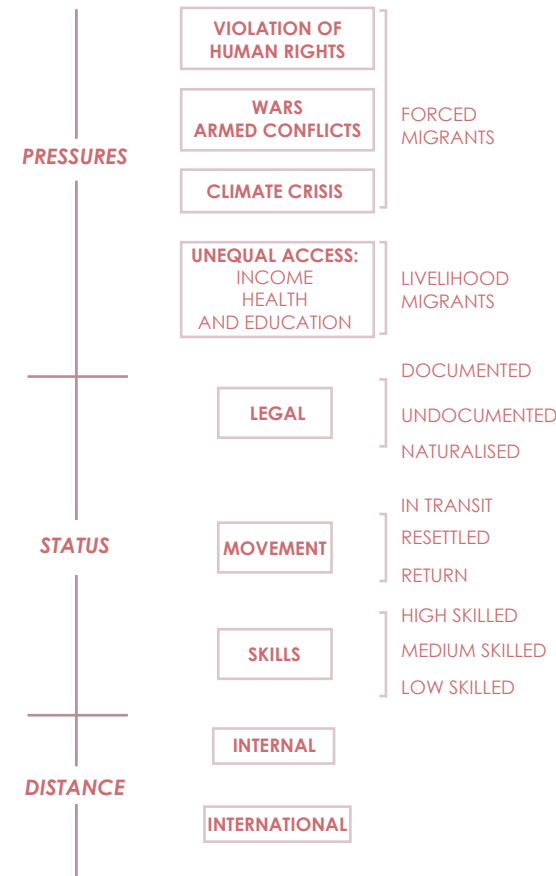 PRESSURES
VIOLATION OF
HUMAN RIGHTS
WARS
ARMED CONFLICTS
CLIMATE CRISIS
FORCED
MIGRANTS
UNEQUAL ACCESS:
INCOME
HEALTH
AND EDUCATION
LIVELIHOOD
MIGRANTS
STATUS
LEGAL
DOCUMENTED
UNDOCUMENTED
NATURALISED
MOVEMENT
IN TRANSIT
RESETTLED
RETURN
SKILLS
HIGH SKILLED
MEDIUM SKILLED
LOW SKILLED
DISTANCE
INTERNAL
INTERNATIONAL